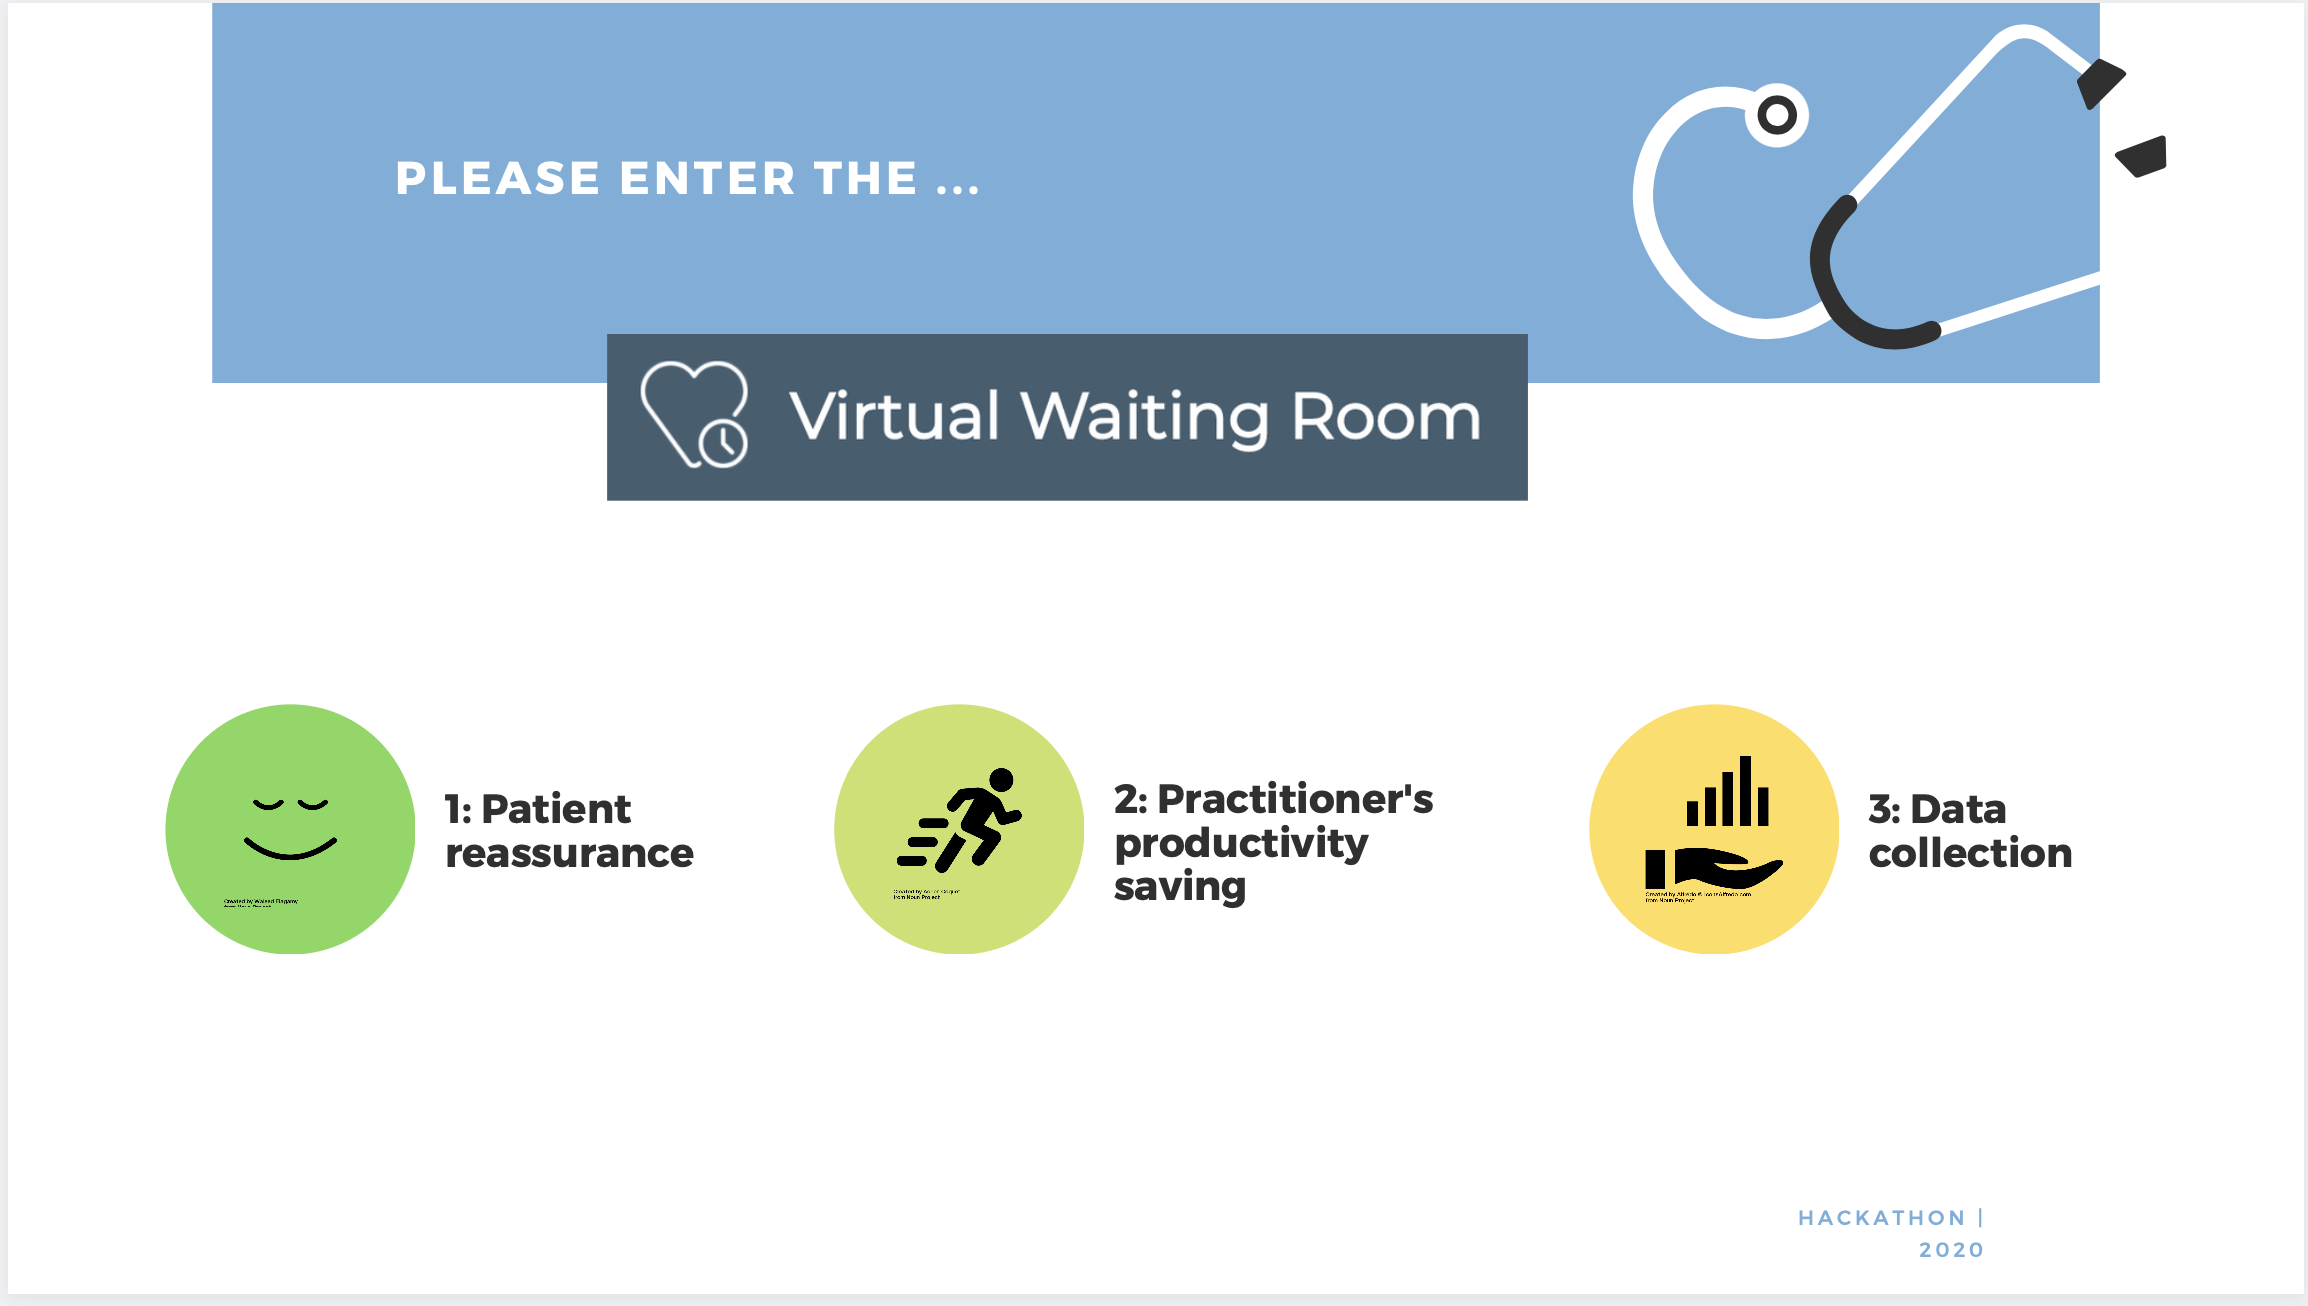 PLEASE ENTER THE ...
Virtual Waiting Room
1: Patient
reassurance
2: Practitioner's
productivity
saving
3: Data
collection
Created by Waleed Elagamy
from Noun Project
Created by
from Noun Project
Created by Alfredo @ IconsAlfredo.com
from Noun Project
HACKATHON |
2020